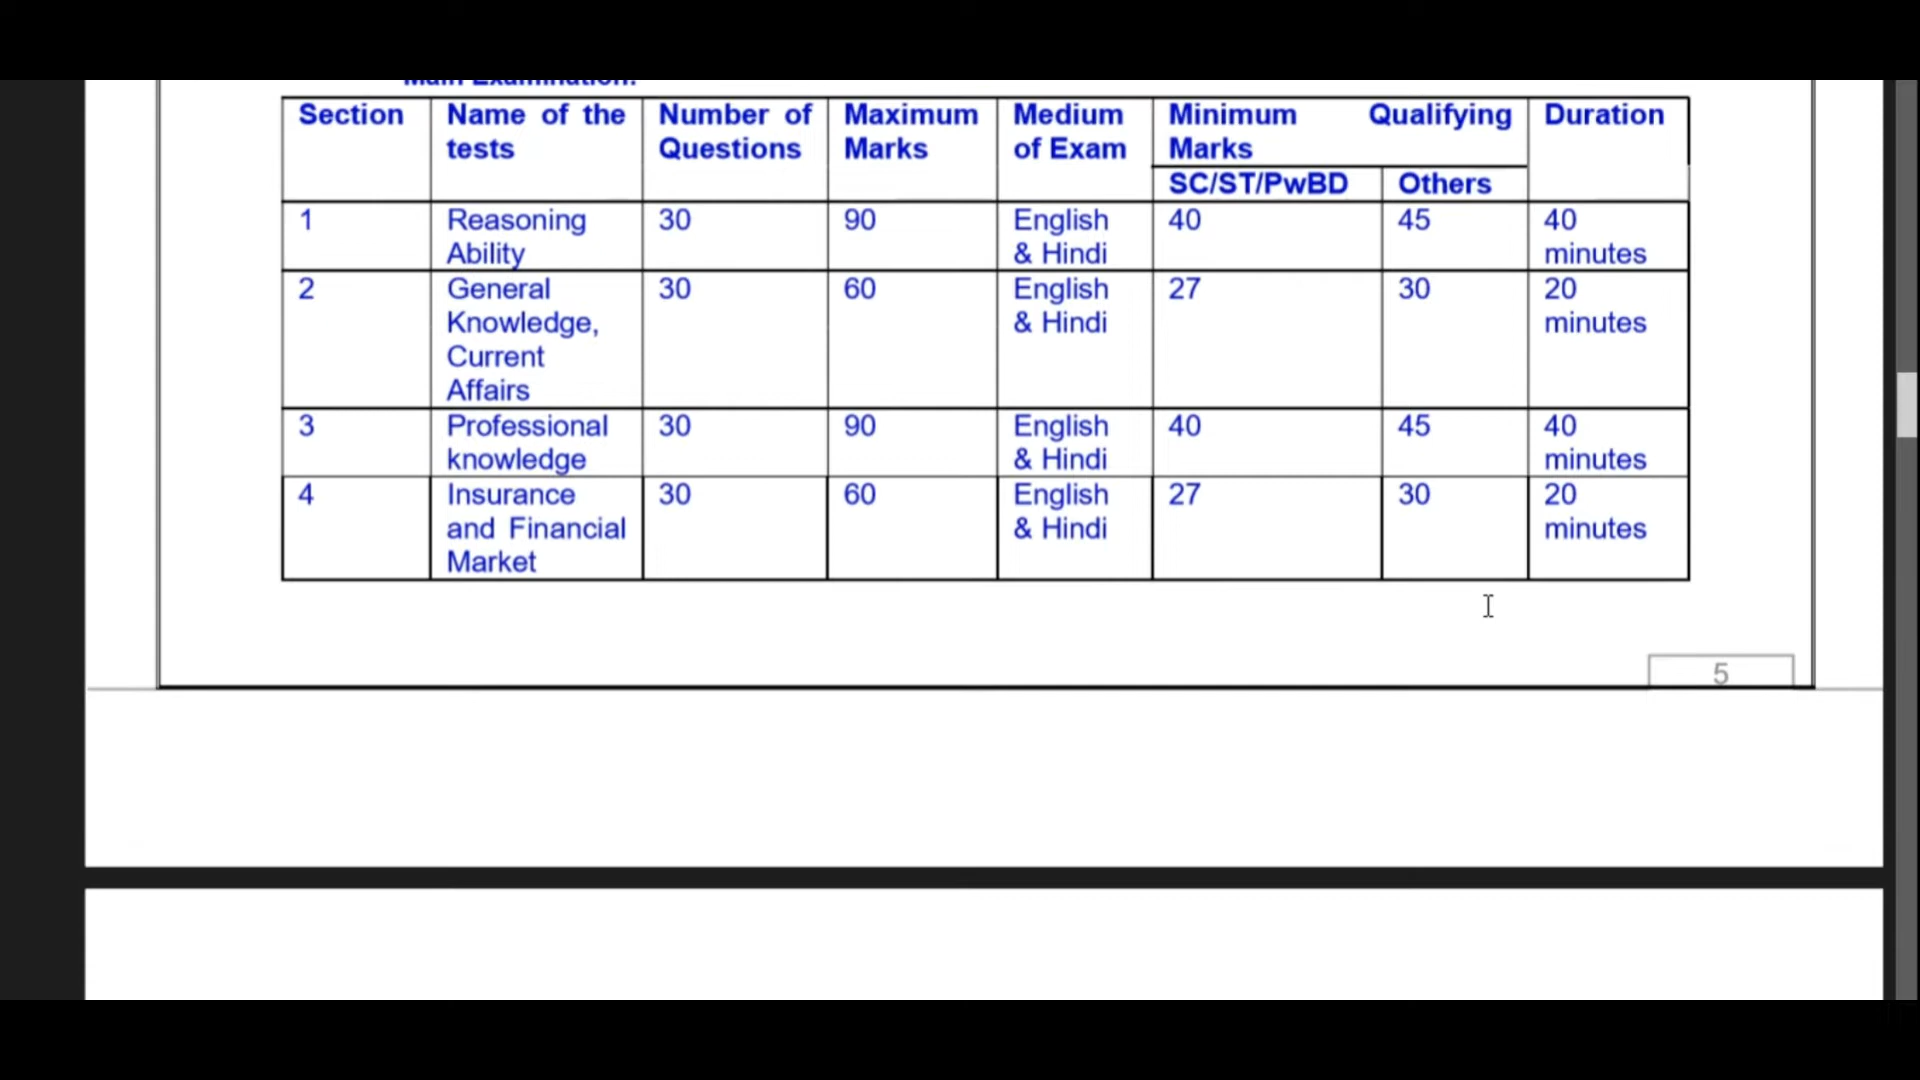 Main Examination:
Section Name of the tests Number of Questions Maximum Marks Medium of Exam Minimum Qualifying Marks Duration
SC/ST/PwBD Others
1 Reasoning Ability 30 90 English & Hindi 40 45 40 minutes
2 General Knowledge, Current Affairs 30 60 English & Hindi 27 30 20 minutes
3 Professional knowledge 30 90 English & Hindi 40 45 40 minutes
4 Insurance and Financial Market 30 60 English & Hindi 27 30 20 minutes
5